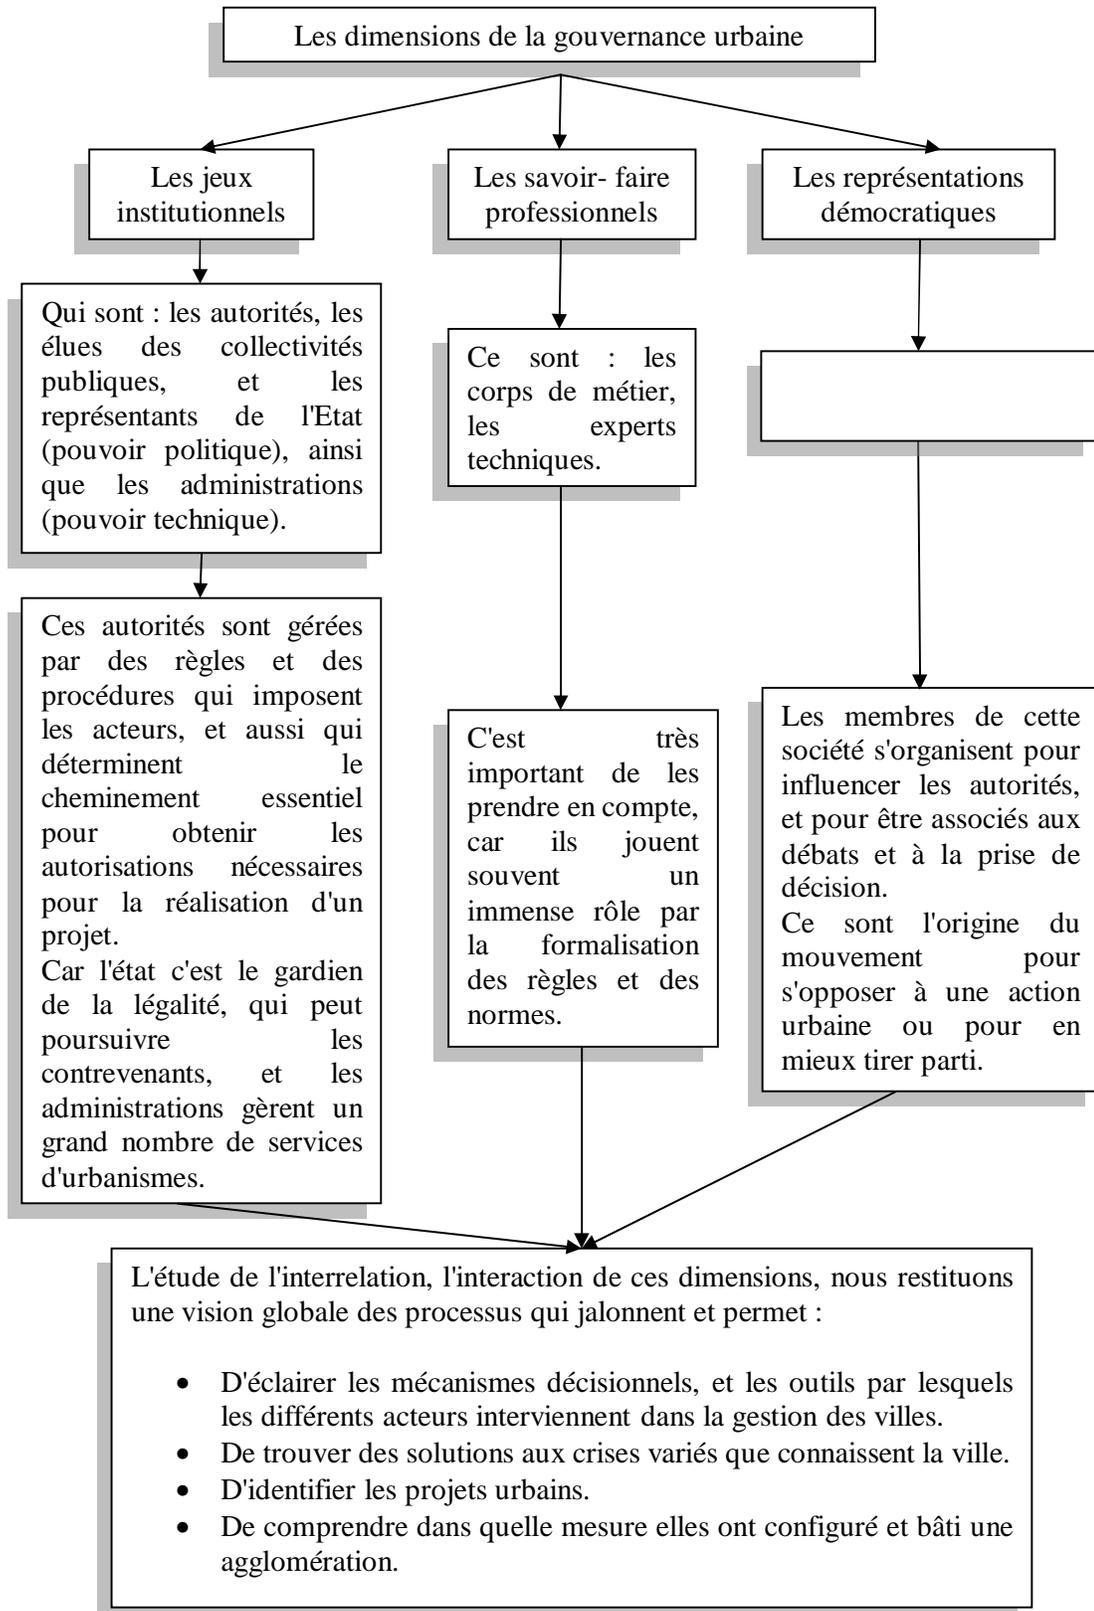 Les dimensions de la gouvernance urbaine
Les jeux
institutionnels
Les savoir- faire
professionnels
Les représentations
démocratiques
Qui sont : les autorités, les
élues des collectivités
publiques, et les
représentants de l'Etat
(pouvoir politique), ainsi
que les administrations
(pouvoir technique).
Ce sont : les
corps de métier,
les experts
techniques.
Ces autorités sont gérées
par des règles et des
procédures qui imposent
les acteurs, et aussi qui
déterminent le
cheminement essentiel
pour obtenir les
autorisations nécessaires
pour la réalisation d'un
projet.
Car l'état c'est le gardien
de la légalité, qui peut
poursuivre les
contrevenants, et les
administrations gèrent un
grand nombre de services
d'urbanismes.
C'est très
important de les
prendre en compte,
car ils jouent
souvent un
immense rôle par
la formalisation
des règles et des
normes.
Les membres de cette
société s'organisent pour
influencer les autorités,
et pour être associés aux
débats et à la prise de
décision.
Ce sont l'origine du
mouvement pour
s'opposer à une action
urbaine ou pour en
mieux tirer parti.
L'étude de l'interrelation, l'interaction de ces dimensions, nous restituons
une vision globale des processus qui jalonnent et permet :
• D'éclairer les mécanismes décisionnels, et les outils par lesquels
les différents acteurs interviennent dans la gestion des villes.
• De trouver des solutions aux crises variés que connaissent la ville.
• D'identifier les projets urbains.
• De comprendre dans quelle mesure elles ont configuré et bâti une
agglomération.